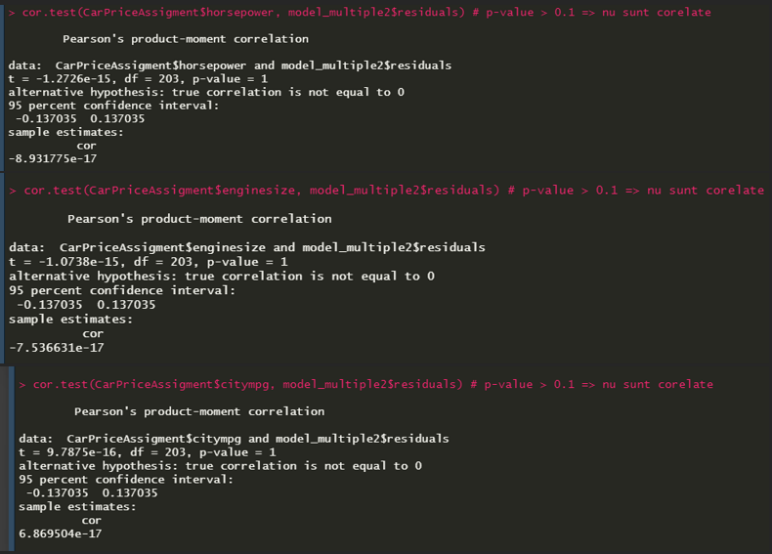 > cor.test(CarPriceAssigment$horsepower, model_multiple2$residuals) # p-value > 0.1 => nu sunt corelate
Pearson's product-moment correlation
data:  CarPriceAssigment$horsepower and model_multiple2$residuals
t = -1.2726e-15, df = 203, p-value = 1
alternative hypothesis: true correlation is not equal to 0
95 percent confidence interval:
-0.137035  0.137035
sample estimates:
cor
-8.931775e-17
> cor.test(CarPriceAssigment$enginesize, model_multiple2$residuals) # p-value > 0.1 => nu sunt corelate
Pearson's product-moment correlation
data:  CarPriceAssigment$enginesize and model_multiple2$residuals
t = -1.0738e-15, df = 203, p-value = 1
alternative hypothesis: true correlation is not equal to 0
95 percent confidence interval:
-0.137035  0.137035
sample estimates:
cor
-7.536631e-17
> cor.test(CarPriceAssigment$citympg, model_multiple2$residuals) # p-value > 0.1 => nu sunt corelate
Pearson's product-moment correlation
data:  CarPriceAssigment$citympg and model_multiple2$residuals
t = 9.7875e-16, df = 203, p-value = 1
alternative hypothesis: true correlation is not equal to 0
95 percent confidence interval:
-0.137035  0.137035
sample estimates:
cor
6.869504e-17